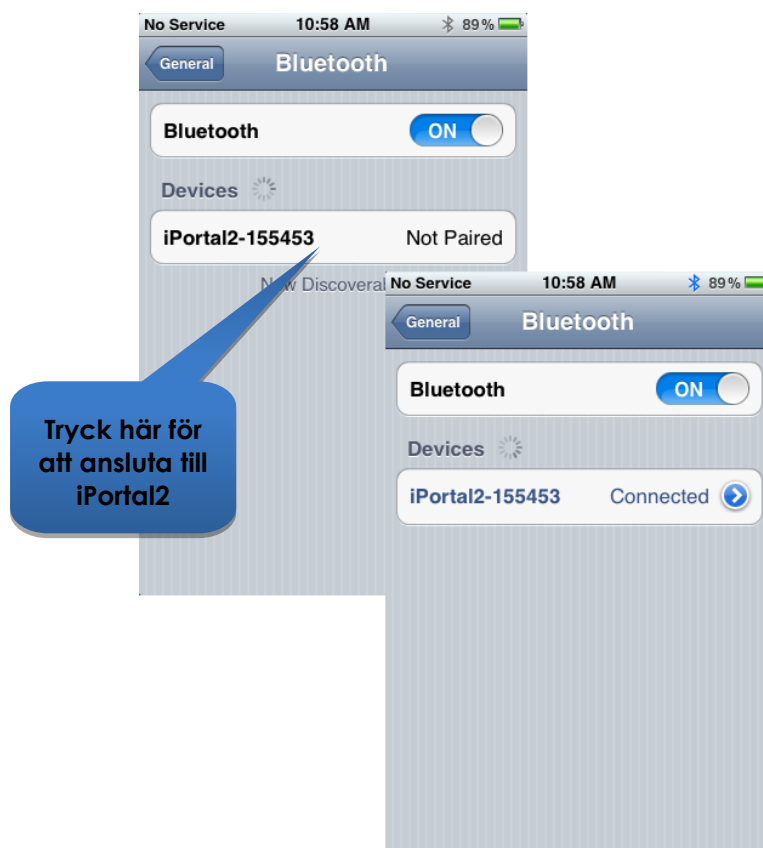 No Service 10:58 AM 89%
General Bluetooth
Bluetooth ON
Devices
iPortal2-155453 Not Paired
Now
Tryck här för
att ansluta till
iPortal2
No Service 10:58 AM 89%
General Bluetooth
Bluetooth ON
Devices
iPortal2-155453 Connected